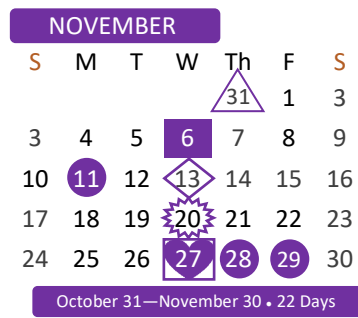 NOVEMBER
S M T W Th F S
31 1 3
3 4 5 6 7 8 9
10 11 12 13 14 15 16
17 18 19 20 21 22 23
24 25 26 27 28 29 30
October 31—November 30 • 22 Days